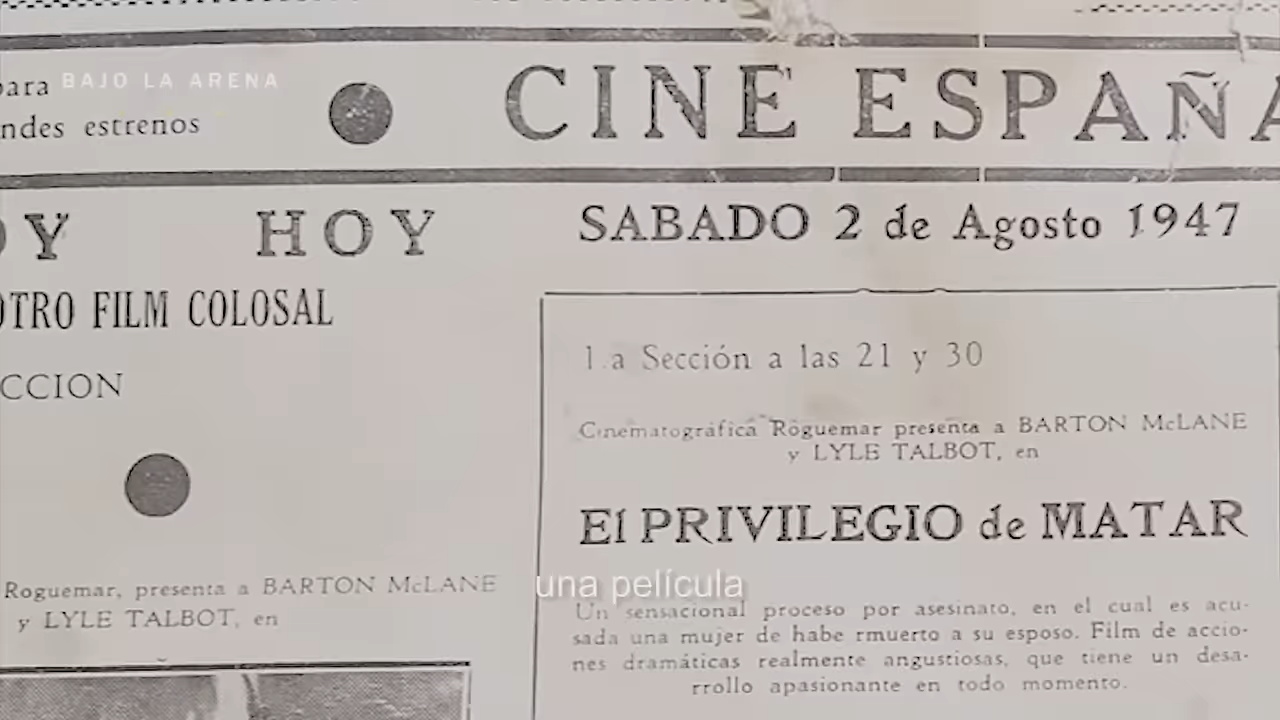 BAJO LA ARENA
para
ndes estrenos
CINE ESPAÑA
OY HOY
OTRO FILM COLOSAL
CCION
Roguemar, presenta a BARTON McLANE
y LYLE TALBOT, en
SABADO 2 de Agosto 1947
1.a Sección a las 21 y 30
Cinematográfica Roguemar presenta a BARTON McLANE
y LYLE TALBOT, en
El PRIVILEGIO de MATAR
una película
Un sensacional proceso por asesinato, en el cual es acu-
sada una mujer de habe rmuerto a su esposo. Film de accio-
nes dramáticas realmente angustiosas, que tiene un desa-
rrollo apasionante en todo momento.